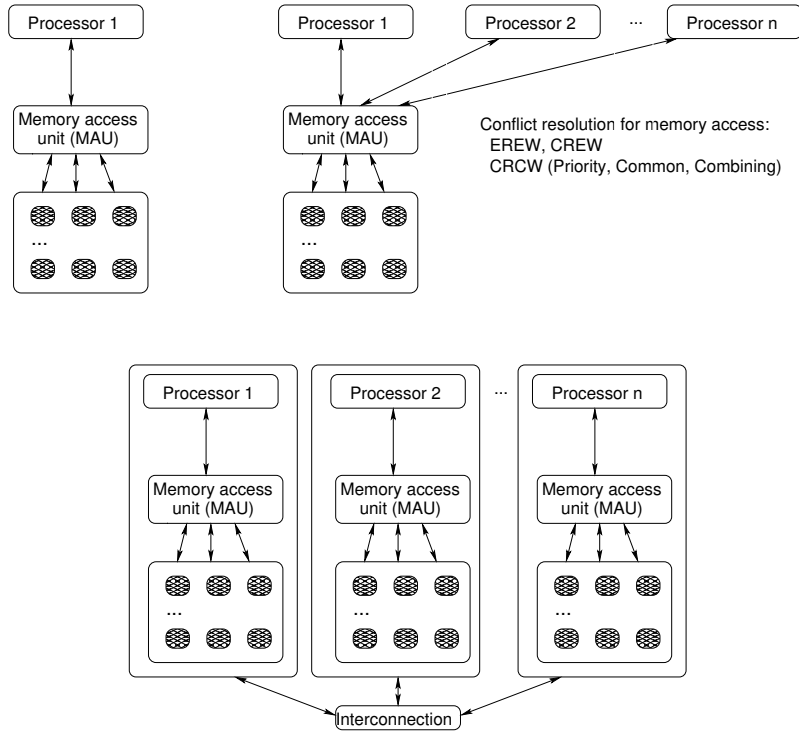 Processor 1
Memory access
unit (MAU)
...
Processor 1
Processor 2
...
Processor n
Memory access
unit (MAU)
...
Conflict resolution for memory access:
EREW, CREW
CRCW (Priority, Common, Combining)
Processor 1
Memory access
unit (MAU)
...
Processor 2
Memory access
unit (MAU)
...
...
Processor n
Memory access
unit (MAU)
...
Interconnection